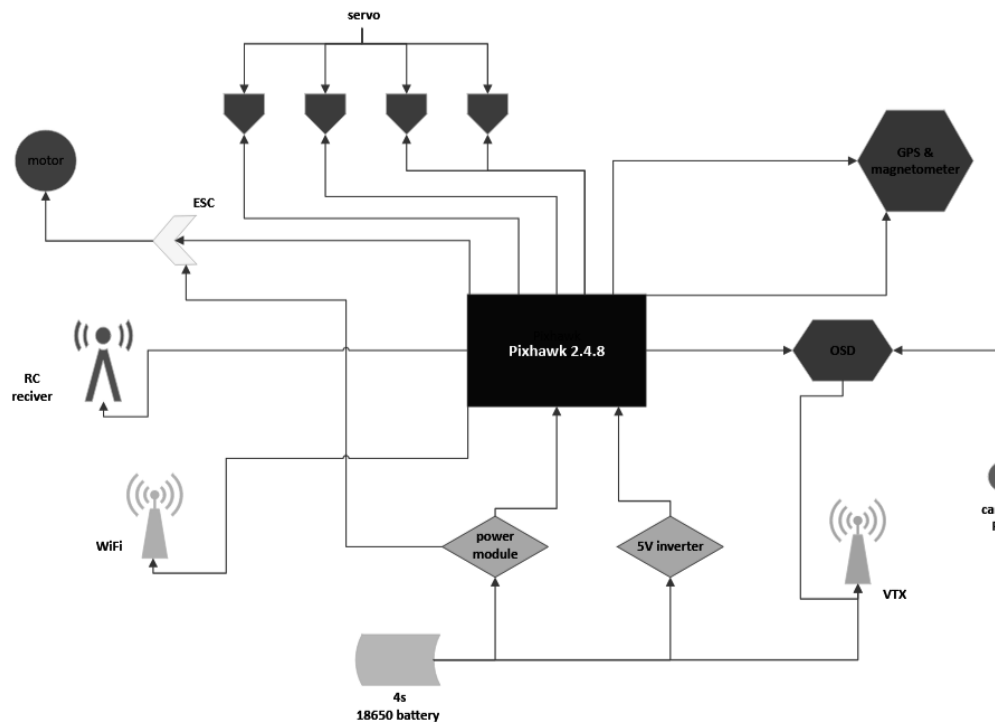 servo
motor
GPS &
magnetometer
ESC
Pixhawk 2.4.8
OSD
RC
reciver
WiFi
power
module
5V inverter
VTX
4s
18650 battery